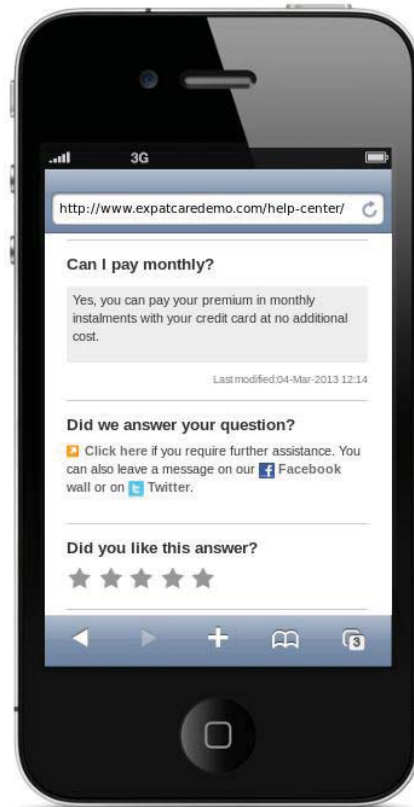 3G
http://www.expatcaredemo.com/help-center/
Can I pay monthly?
Yes, you can pay your premium in monthly
instalments with your credit card at no additional
cost.
Last modified:04-Mar-2013 12:14
Did we answer your question?
Click here if you require further assistance. You
can also leave a message on our f Facebook
wall or on t Twitter.
Did you like this answer?
3